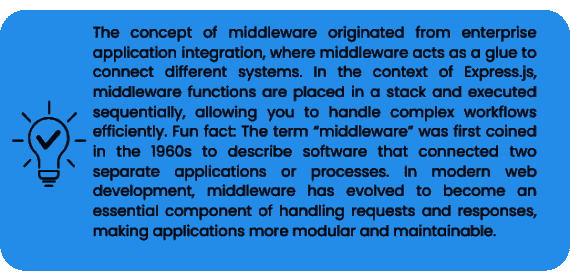 The concept of middleware originated from enterprise
application integration, where middleware acts as a glue to
connect different systems. In the context of Express.js,
middleware functions are placed in a stack and executed
sequentially, allowing you to handle complex workflows
efficiently. Fun fact: The term “middleware” was first coined
in the 1960s to describe software that connected two
separate applications or processes. In modern web
development, middleware has evolved to become an
essential component of handling requests and responses,
making applications more modular and maintainable.